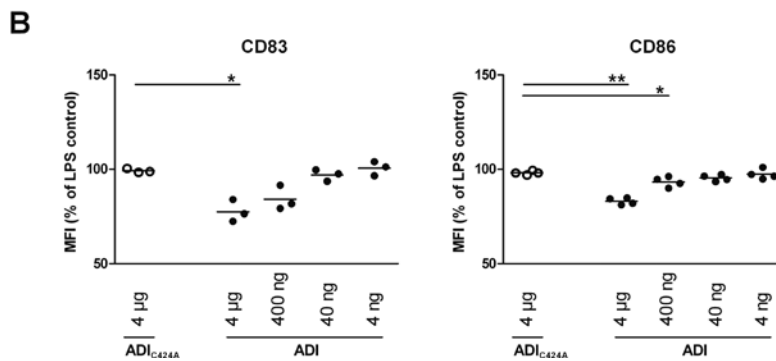 B
CD83
MFI (% of LPS control)
150
100
50
*
4 µg
4 µg
400 ng
40 ng
4 ng
ADIC424A
ADI
CD86
MFI (% of LPS control)
150
100
50
**
*
4 µg
4 µg
400 ng
40 ng
4 ng
ADIC424A
ADI